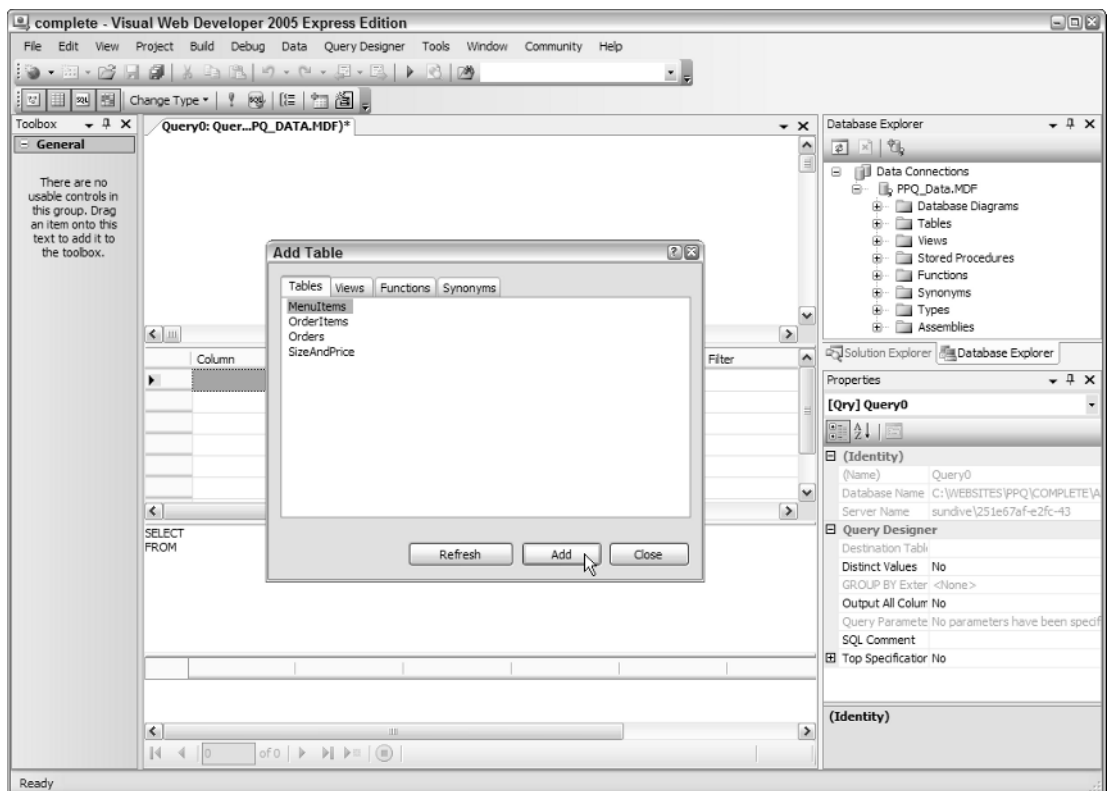 complete - Visual Web Developer 2005 Express Edition
File Edit View Project Build Debug Data Query Designer Tools Window Community Help
Change Type
Toolbox
General
There are no
usable controls in
this group. Drag
an item onto this
text to add it to
the toolbox.
Query0: Quer...PQ_DATA.MDF)*
Column
Filter
SELECT
FROM
0 of 0
Add Table
Tables Views Functions Synonyms
MenuItems
OrderItems
Orders
SizeAndPrice
Refresh Add Close
Database Explorer
Data Connections
PPQ_Data.MDF
Database Diagrams
Tables
Views
Stored Procedures
Functions
Synonyms
Types
Assemblies
Solution Explorer Database Explorer
Properties
[Qry] Query0
(Identity)
(Name) Query0
Database Name C:\WEBSITES\PPQ\COMPLETE\A
Server Name sundive\251e67af-e2fc-43
Query Designer
Destination Tabl
Distinct Values No
GROUP BY Exter <None>
Output All Colum No
Query Paramete No parameters have been specif
SQL Comment
Top Specification No
(Identity)
Ready